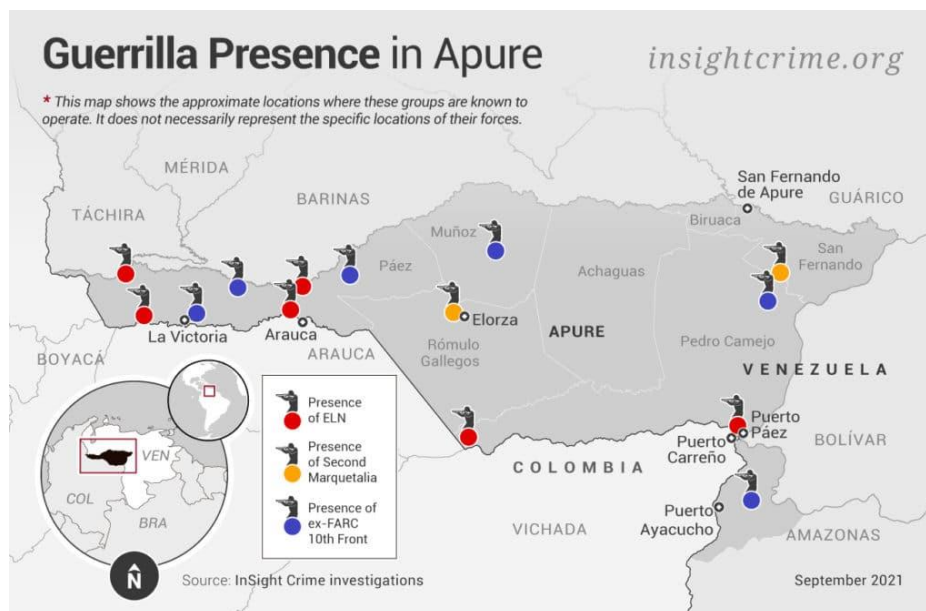 Guerrilla Presence in Apure
insightcrime.org
* This map shows the approximate locations where these groups are known to
operate. It does not necessarily represent the specific locations of their forces.
MÉRIDA
TÁCHIRA
BARINAS
San Fernando
de Apure
GUÁRICO
Biruaca
Muñoz
San
Fernando
Páez
Achaguas
Elorza
APURE
La Victoria
Arauca
Rómulo
Gallegos
Pedro Camejo
BOYACÁ
ARAUCA
VENEZUELA
Presence
of ELN
Presence
of Second
Marquetalia
Presence of
ex-FARC
10th Front
Puerto
Páez
Puerto
Carreño
BOLÍVAR
COLOMBIA
VEN
COL
BRA
VICHADA
Puerto
Ayacucho
AMAZONAS
N
Source: InSight Crime investigations
September 2021